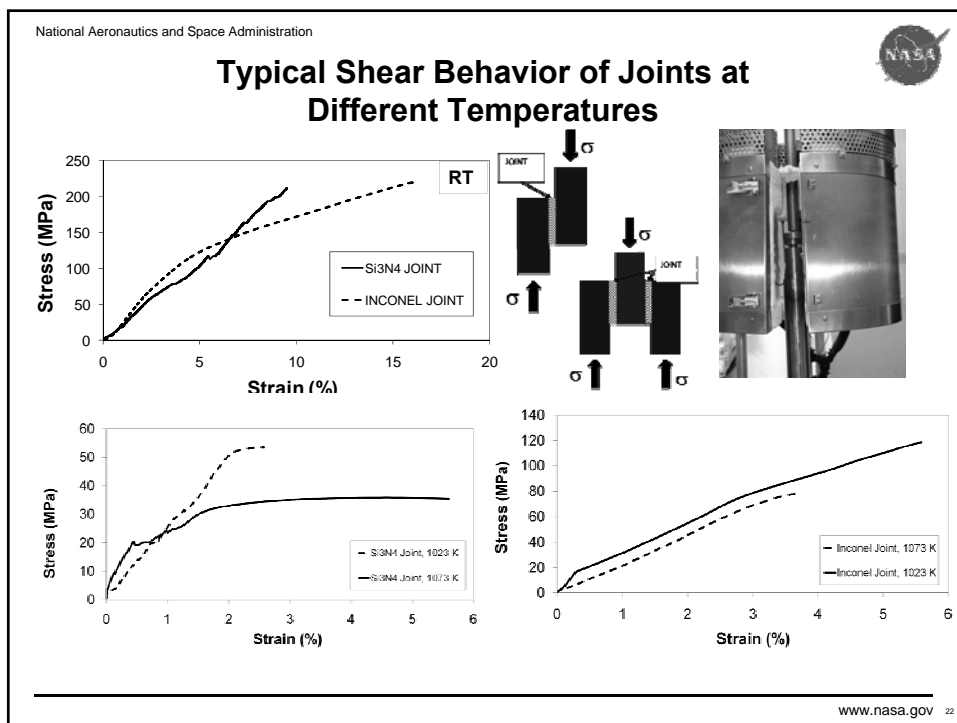 National Aeronautics and Space Administration
NASA
Typical Shear Behavior of Joints at
Different Temperatures
250
200
150
100
50
0
Stress (MPa)
RT
Si3N4 JOINT
INCONEL JOINT
0
5
10
15
20
Strain (%)
JOINT
σ
σ
σ
JOINT
σ
σ
60
50
40
30
20
10
0
Stress (MPa)
Si3N4 Joint, 1023 K
Si3N4 Joint, 1073 K
0
1
2
3
4
5
6
Strain (%)
140
120
100
80
60
40
20
0
Stress (MPa)
Inconel Joint, 1073 K
Inconel Joint, 1023 K
0
1
2
3
4
5
6
Strain (%)
www.nasa.gov 22